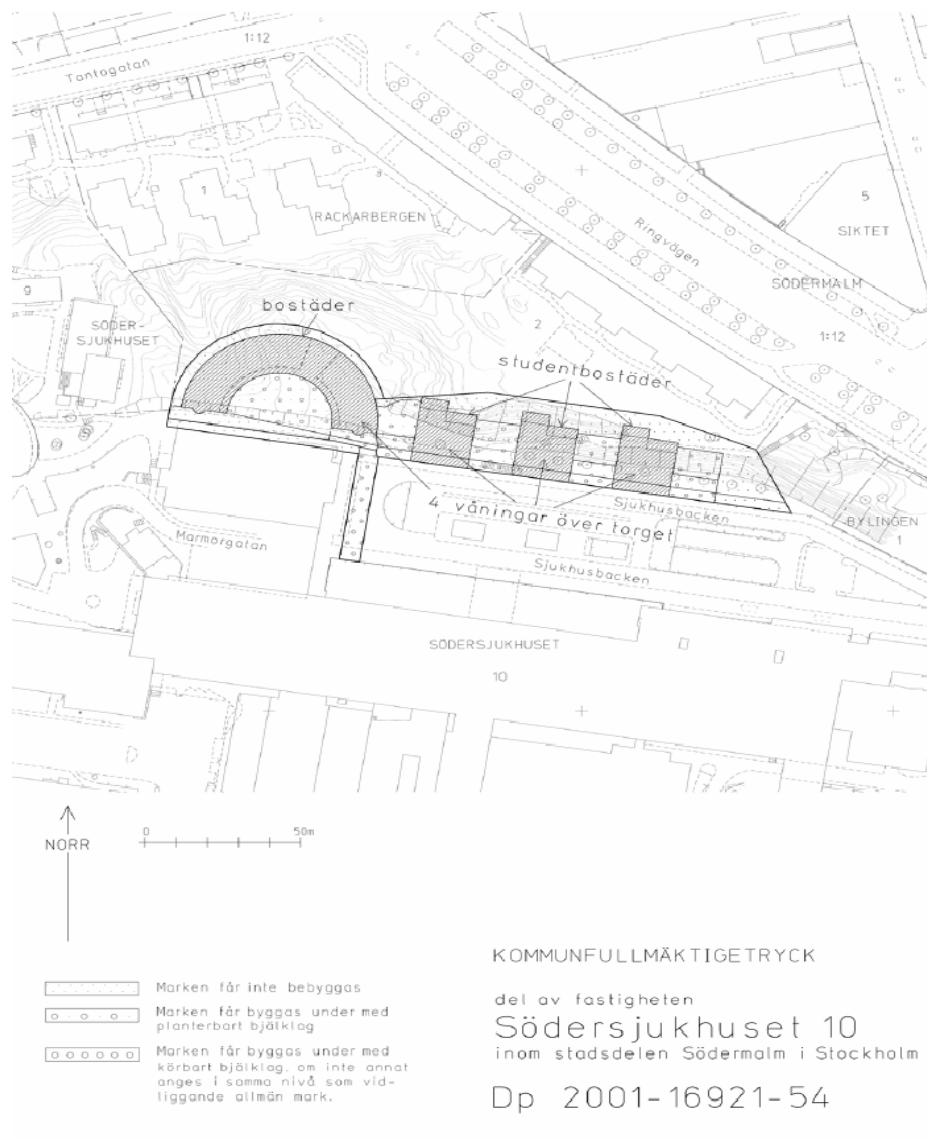 1:12
Tantogatan
1
8
RACKARBERGEN
5
SIKTET
Ringvägen
SÖDERMALM
9
bostäder
SÖDER-
SJUKHUSET
2
1:12
studentbostäder
4 våningar över torget
Sjukhusbacken
BYLINGEN
1
Marmorgatan
Sjukhusbacken
SÖDERSJUKHUSET
10
NORR
0
50m
KOMMUNFULLMÄKTIGETRYCK
Marken får inte bebyggas
del av fastigheten
Marken får byggas under med
planterbart bjälklag
Södersjukhuset 10
inom stadsdelen Södermalm i Stockholm
Marken får byggas under med
körbart bjälklag, om inte annat
anges i samma nivå som vid-
liggande allmän mark.
Dp 2001-16921-54